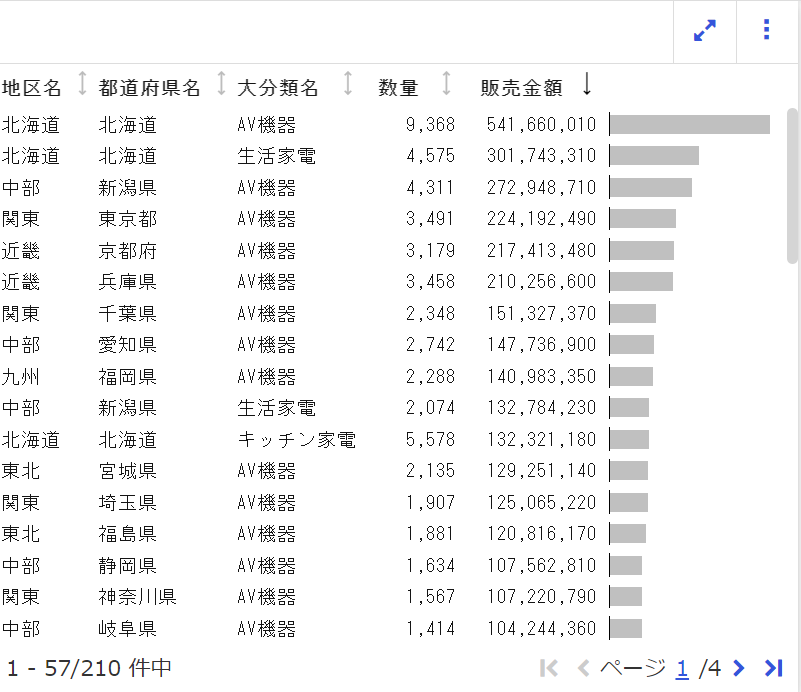 地区名 都道府県名 大分類名 数量 販売金額
北海道 北海道 AV機器 9,368 541,660,010
北海道 北海道 生活家電 4,575 301,743,310
中部 新潟県 AV機器 4,311 272,948,710
関東 東京都 AV機器 3,491 224,192,490
近畿 京都府 AV機器 3,179 217,413,480
近畿 兵庫県 AV機器 3,458 210,256,600
関東 千葉県 AV機器 2,348 151,327,370
中部 愛知県 AV機器 2,742 147,736,900
九州 福岡県 AV機器 2,288 140,983,350
中部 新潟県 生活家電 2,074 132,784,230
北海道 北海道 キッチン家電 5,578 132,321,180
東北 宮城県 AV機器 2,135 129,251,140
関東 埼玉県 AV機器 1,907 125,065,220
東北 福島県 AV機器 1,881 120,816,170
中部 静岡県 AV機器 1,634 107,562,810
関東 神奈川県 AV機器 1,567 107,220,790
中部 岐阜県 AV機器 1,414 104,244,360
1 - 57/210 件中 ページ 1 /4